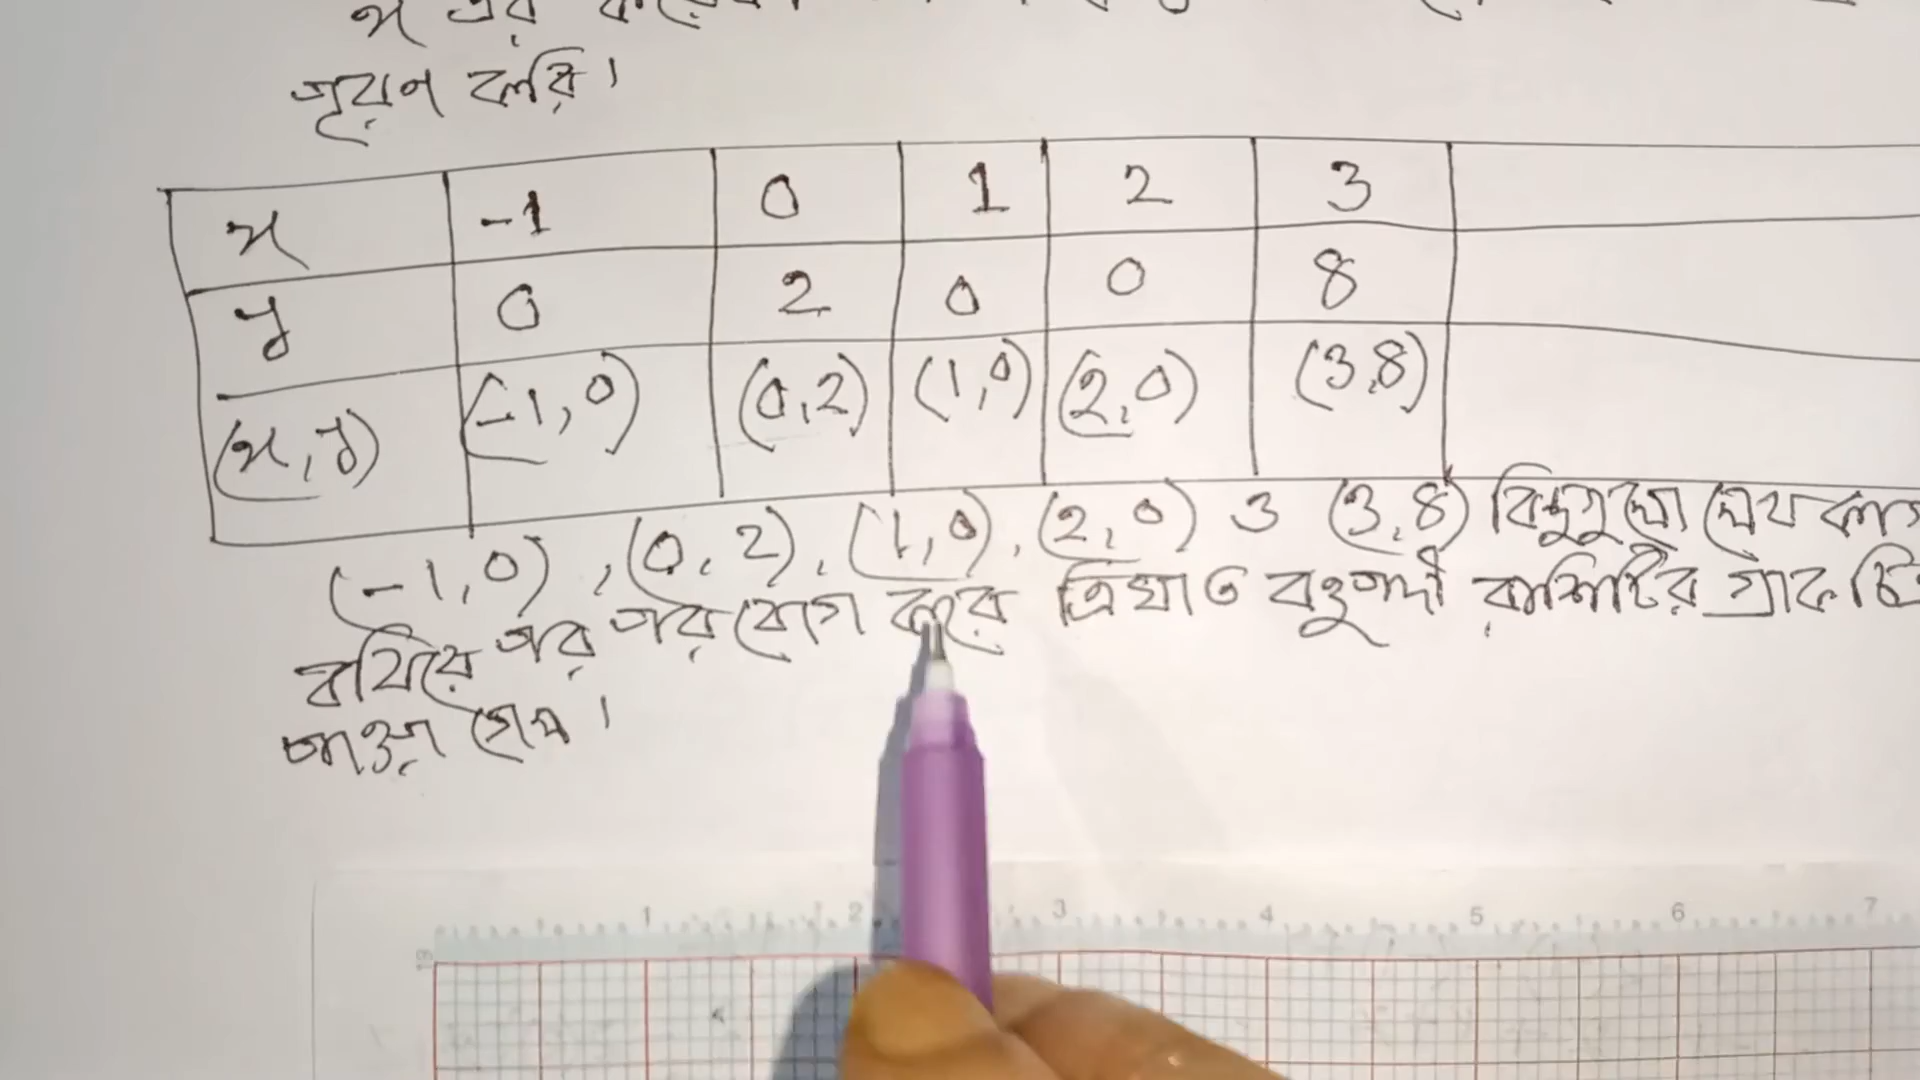 x এর
পূরণ করি।
x -1 0 1 2 3
y 0 2 0 0 8
(x,y) (-1,0) (0,2) (1,0) (2,0) (3,8)
(-1,0), (0,2), (1,0), (2,0) ও (3,8) বিন্দুগুলো লেখ
বসিয়ে পর পর যোগ করে ত্রিঘাত বহুপদী রাশিটির গ্রাফ
পাওয়া গেল।
1 2 3 4 5 6 7